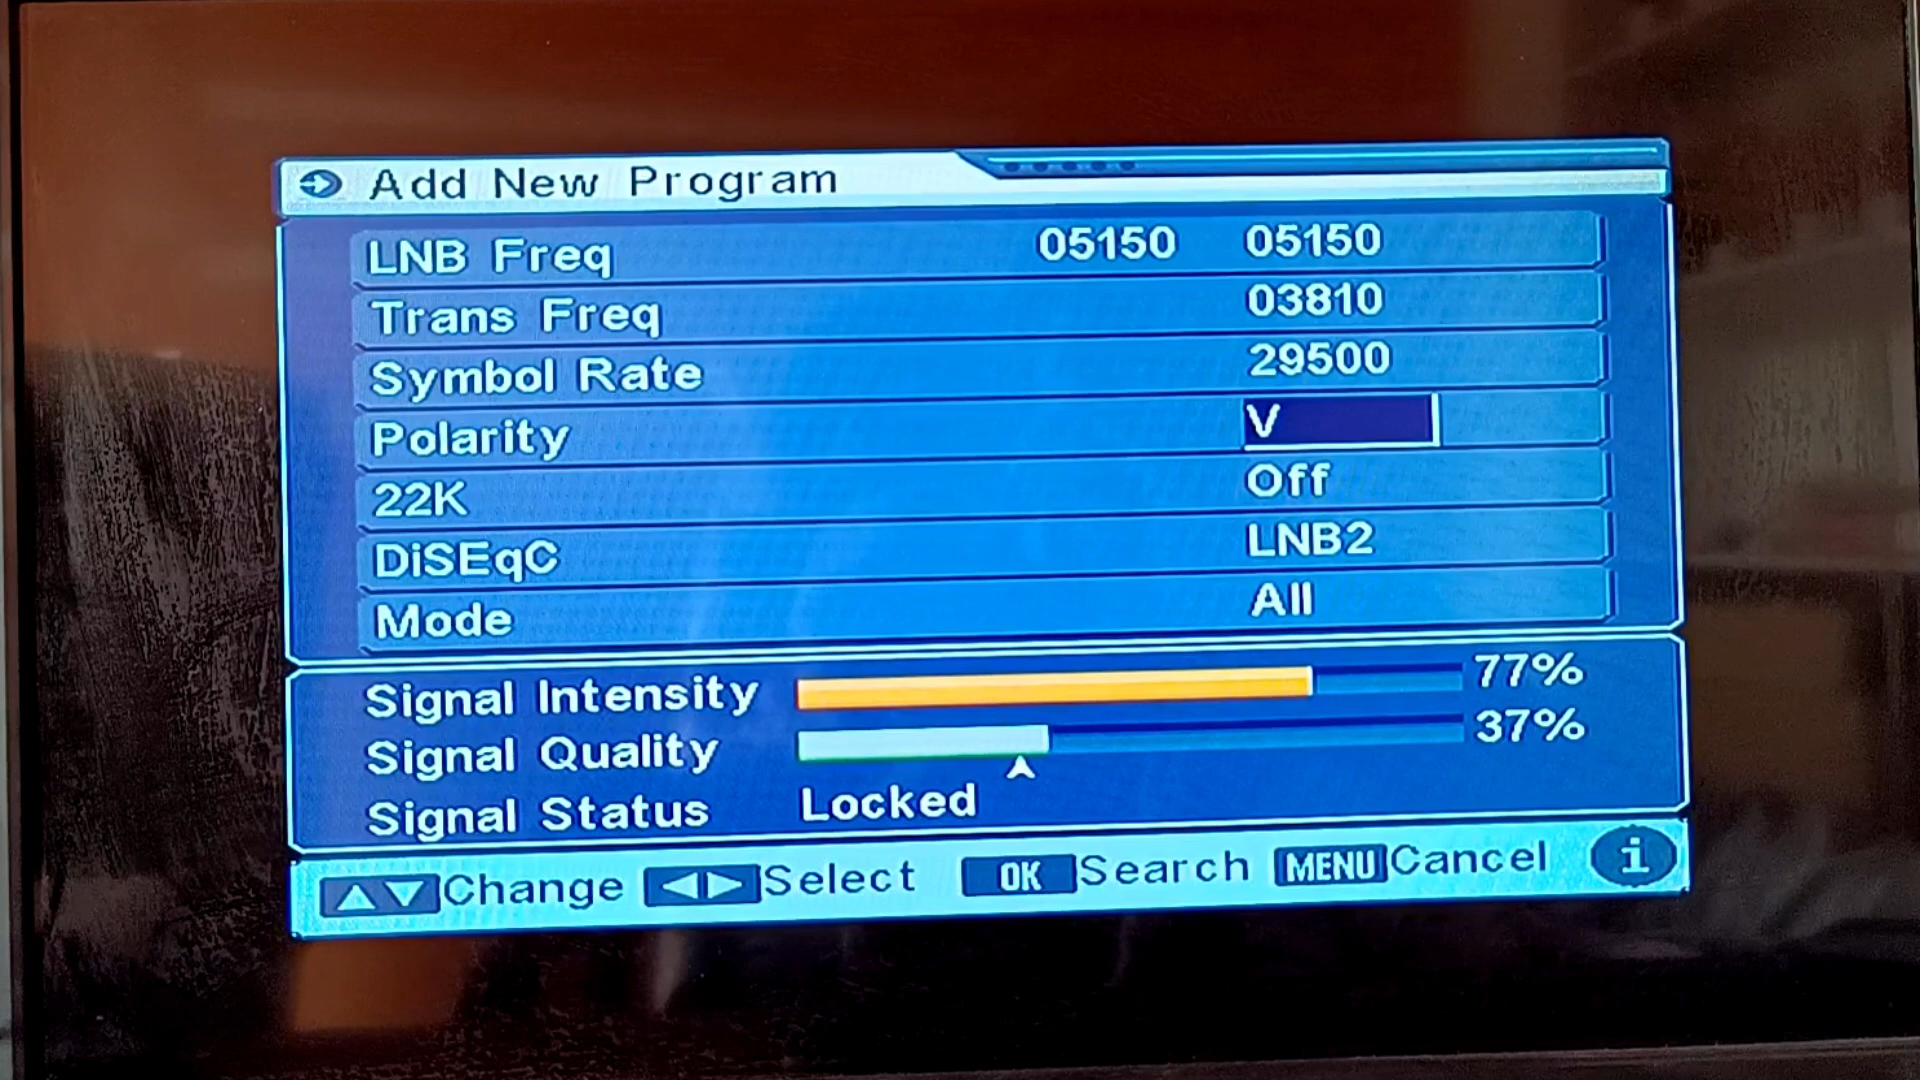 Add New Program
LNB Freq 05150 05150
Trans Freq 03810
Symbol Rate 29500
Polarity V
22K Off
DiSEqC LNB2
Mode All
Signal Intensity 77%
Signal Quality 37%
Signal Status Locked
Change Select OK Search MENU Cancel i